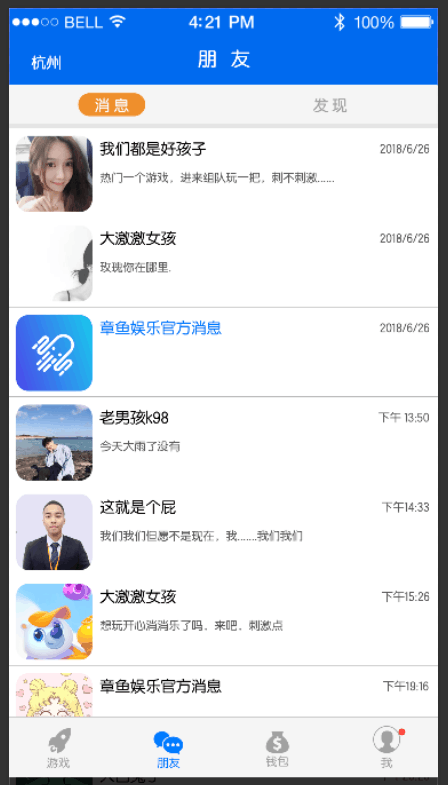 BELL 4:21 PM 100%
杭州 朋 友
消息 发现
我们都是好孩子 2018/6/26
热门一个游戏，进来组队玩一把，刺不刺激......
大激激女孩 2018/6/26
玫瑰你在哪里.
章鱼娱乐官方消息 2018/6/26
老男孩k98 下午 13:50
今天大雨了没有
这就是个屁 下午14:33
我们我们但愿不是现在，我.......我们我们
大激激女孩 下午15:26
想玩开心消消乐了吗，来吧，刺激点
章鱼娱乐官方消息 下午19:16
游戏 朋友 钱包 我